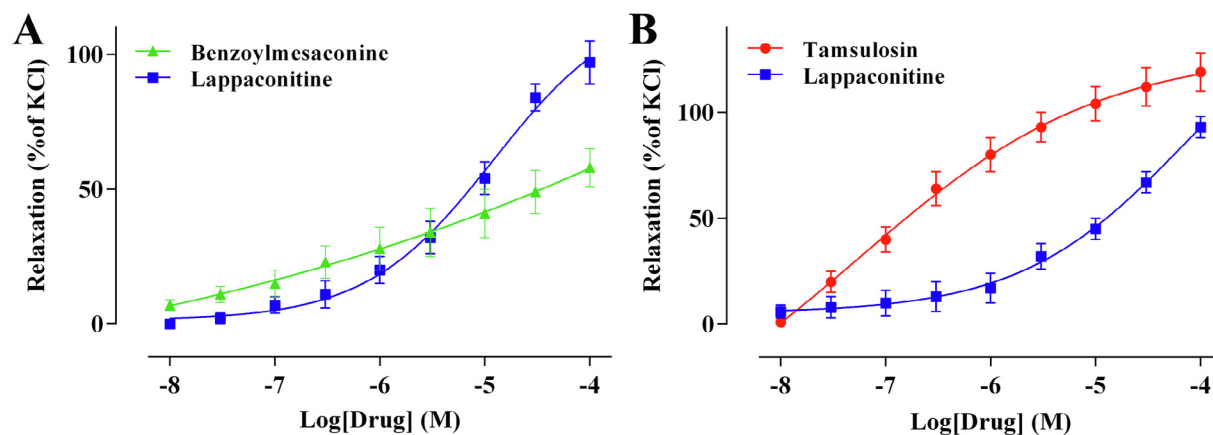 A
Benzoylmesaconine
Lappaconitine
Relaxation (%of KCl)
100
50
0
-8 -7 -6 -5 -4
Log[Drug] (M)
B
Tamsulosin
Lappaconitine
Relaxation (%of KCl)
100
50
0
-8 -7 -6 -5 -4
Log[Drug] (M)